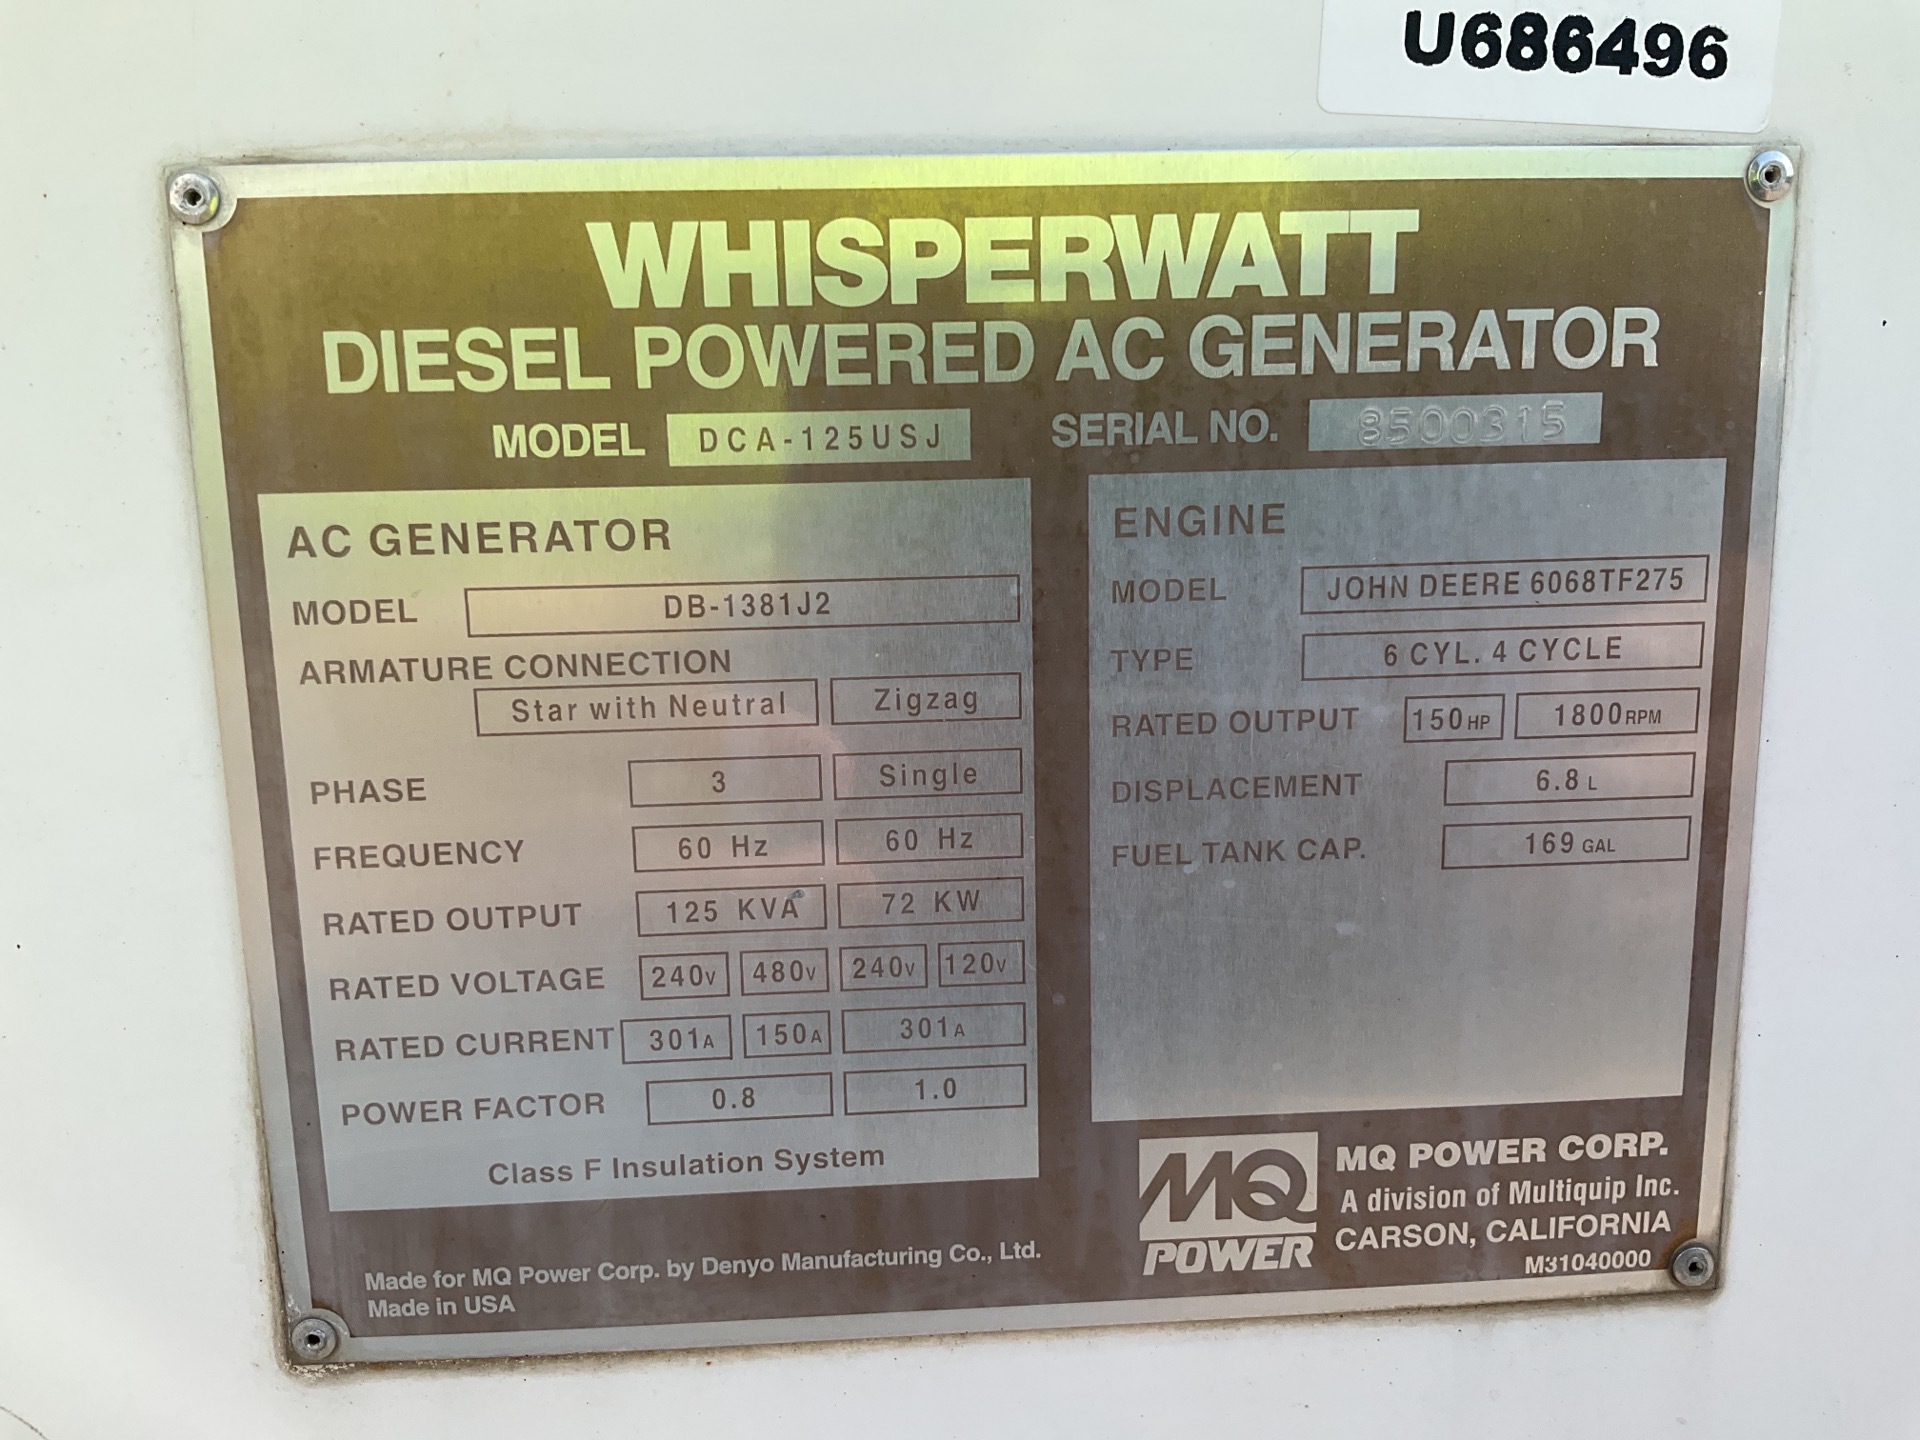 U686496
WHISPERWATT
DIESEL POWERED AC GENERATOR
MODEL DCA-125USJ SERIAL NO. 8500315
AC GENERATOR
MODEL DB-1381J2
ARMATURE CONNECTION
Star with Neutral Zigzag
PHASE 3 Single
FREQUENCY 60 Hz 60 Hz
RATED OUTPUT 125 KVA 72 KW
RATED VOLTAGE 240V 480V 240V 120V
RATED CURRENT 301A 150A 301A
POWER FACTOR 0.8 1.0
Class F Insulation System
ENGINE
MODEL JOHN DEERE 6068TF275
TYPE 6 CYL. 4 CYCLE
RATED OUTPUT 150HP 1800RPM
DISPLACEMENT 6.8 L
FUEL TANK CAP. 169 GAL
Made for MQ Power Corp. by Denyo Manufacturing Co., Ltd.
Made in USA
MQ
POWER
MQ POWER CORP.
A division of Multiquip Inc.
CARSON, CALIFORNIA
M31040000